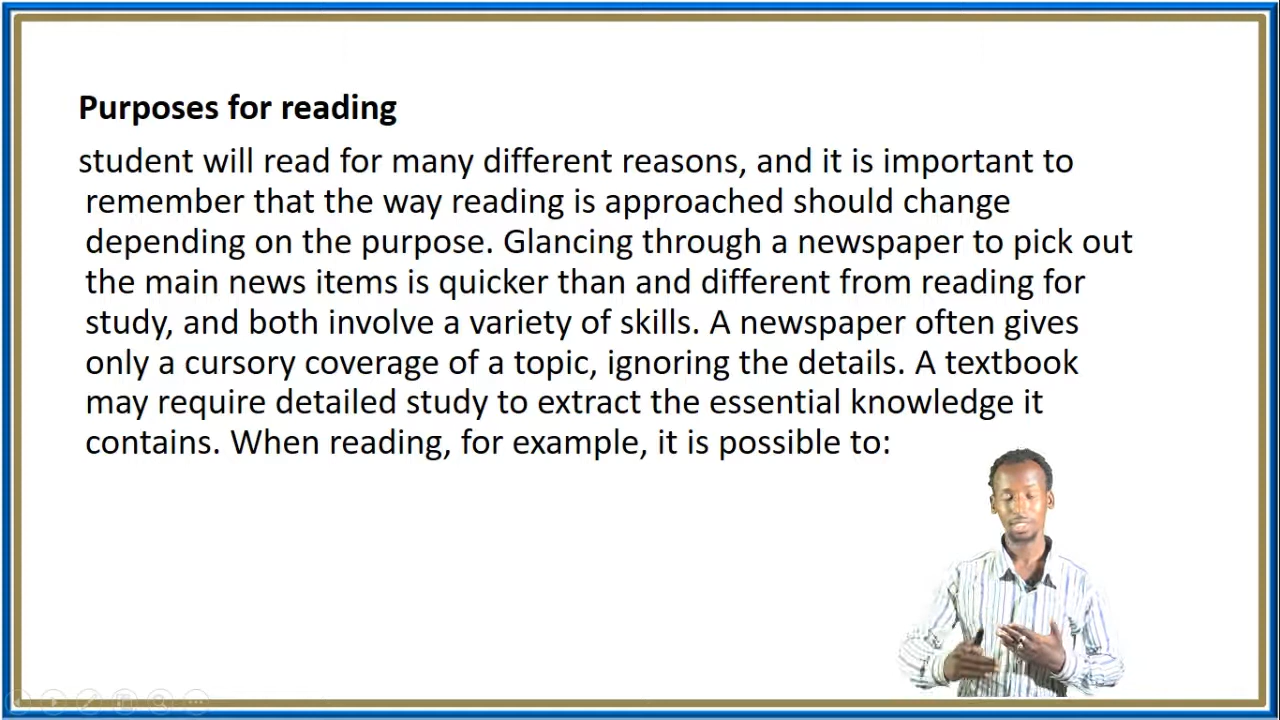 Purposes for reading
student will read for many different reasons, and it is important to
remember that the way reading is approached should change
depending on the purpose. Glancing through a newspaper to pick out
the main news items is quicker than and different from reading for
study, and both involve a variety of skills. A newspaper often gives
only a cursory coverage of a topic, ignoring the details. A textbook
may require detailed study to extract the essential knowledge it
contains. When reading, for example, it is possible to: